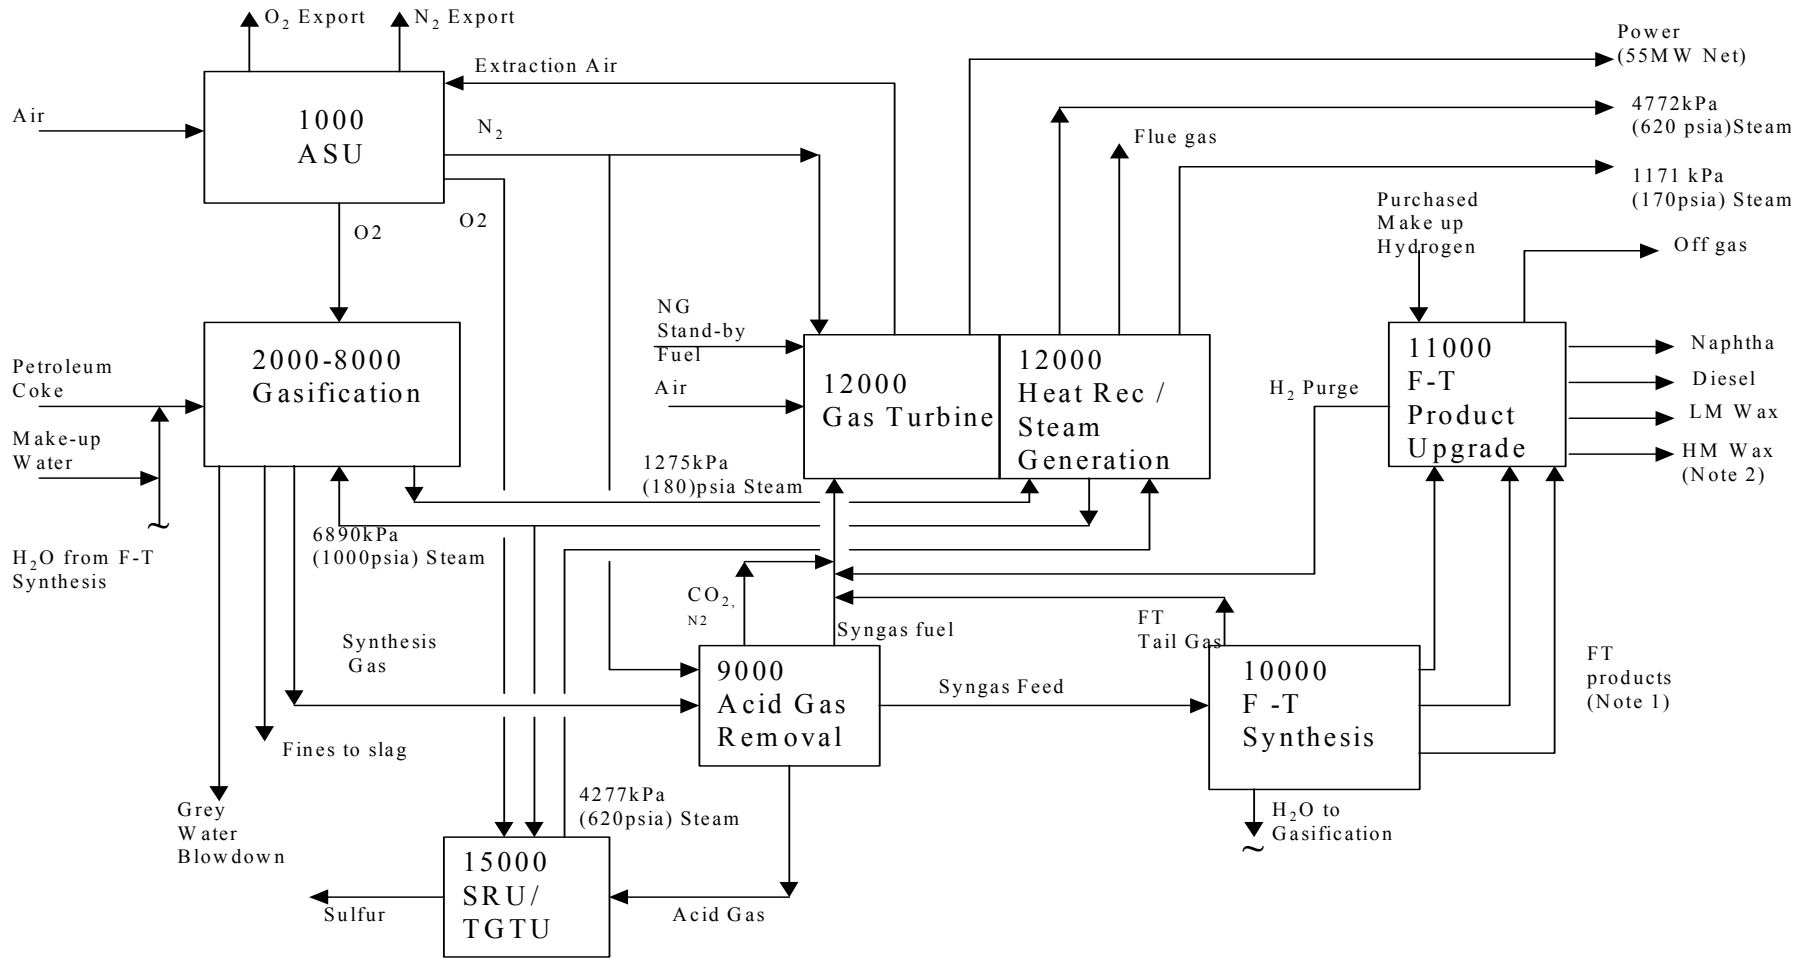 O2 Export
N2 Export
Extraction Air
Power
(55MW Net)
Air
1000
ASU
N2
4772kPa
(620 psia)Steam
Flue gas
1171 kPa
(170psia) Steam
O2
O2
Purchased
Make up
Hydrogen
Off gas
NG
Stand-by
Fuel
Air
Petroleum
Coke
Make-up
Water
2000-8000
Gasification
12000
Gas Turbine
12000
Heat Rec /
Steam
Generation
H2 Purge
11000
F-T
Product
Upgrade
Naphtha
Diesel
LM Wax
HM Wax
(Note 2)
1275kPa
(180)psia Steam
~
H2O from F-T
Synthesis
6890kPa
(1000psia) Steam
CO2,
N2
Syngas fuel
FT
Tail Gas
Synthesis
Gas
9000
Acid Gas
Removal
Syngas Feed
10000
F -T
Synthesis
FT
products
(Note 1)
Fines to slag
Grey
Water
Blowdown
4277kPa
(620psia) Steam
H2O to
Gasification
~
15000
SRU/
TGTU
Sulfur
Acid Gas